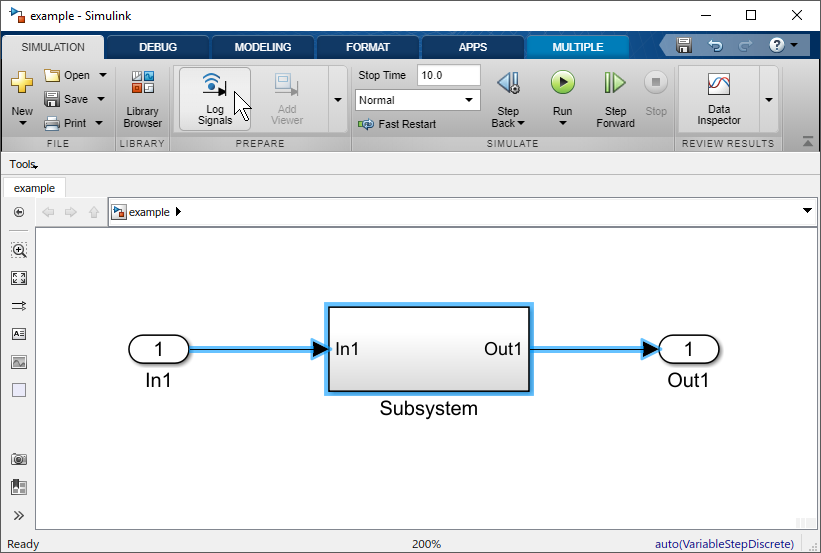 example - Simulink
SIMULATION DEBUG MODELING FORMAT APPS MULTIPLE
?
New
Open
Save
Print
FILE
Library
Browser
LIBRARY
Log
Signals
Add
Viewer
PREPARE
Stop Time 10.0
Normal
Fast Restart
Step
Back
Run
Step
Forward
Stop
SIMULATE
Data
Inspector
REVIEW RESULTS
Tools
example
example
1
In1
In1 Out1
Subsystem
1
Out1
Ready 200% auto(VariableStepDiscrete)